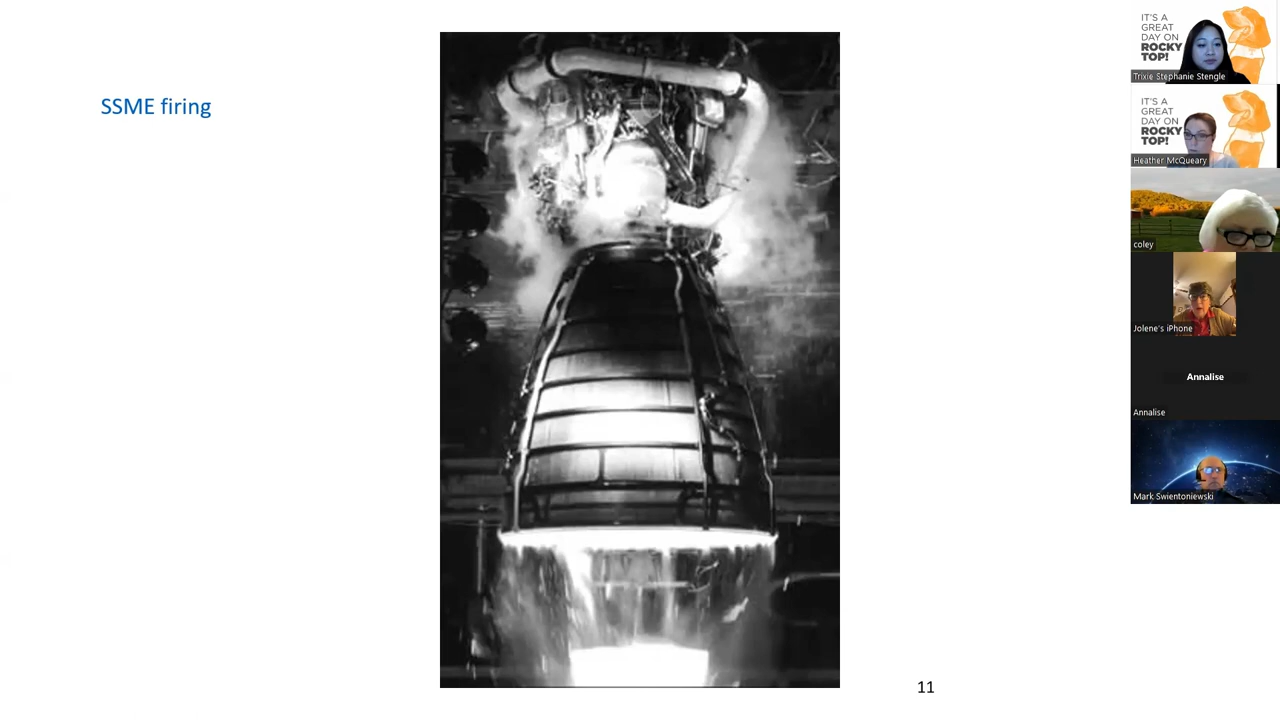 SSME firing
11
IT'S A
GREAT
DAY ON
ROCKY
TOP!
Trixie Stephanie Stengle
IT'S A
GREAT
DAY ON
ROCKY
TOP!
Heather McQueary
coley
Jolene's iPhone
Annalise
Annalise
Mark Swientoniewski